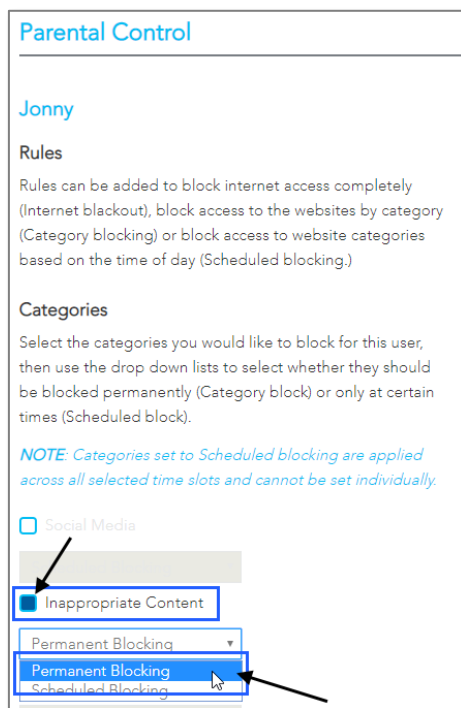 Parental Control
Jonny
Rules
Rules can be added to block internet access completely
(Internet blackout), block access to the websites by category
(Category blocking) or block access to website categories
based on the time of day (Scheduled blocking.)
Categories
Select the categories you would like to block for this user,
then use the drop down lists to select whether they should
be blocked permanently (Category block) or only at certain
times (Scheduled block).
NOTE: Categories set to Scheduled blocking are applied
across all selected time slots and cannot be set individually.
Social Media
Inappropriate Content
Permanent Blocking
Permanent Blocking
Scheduled Blocking